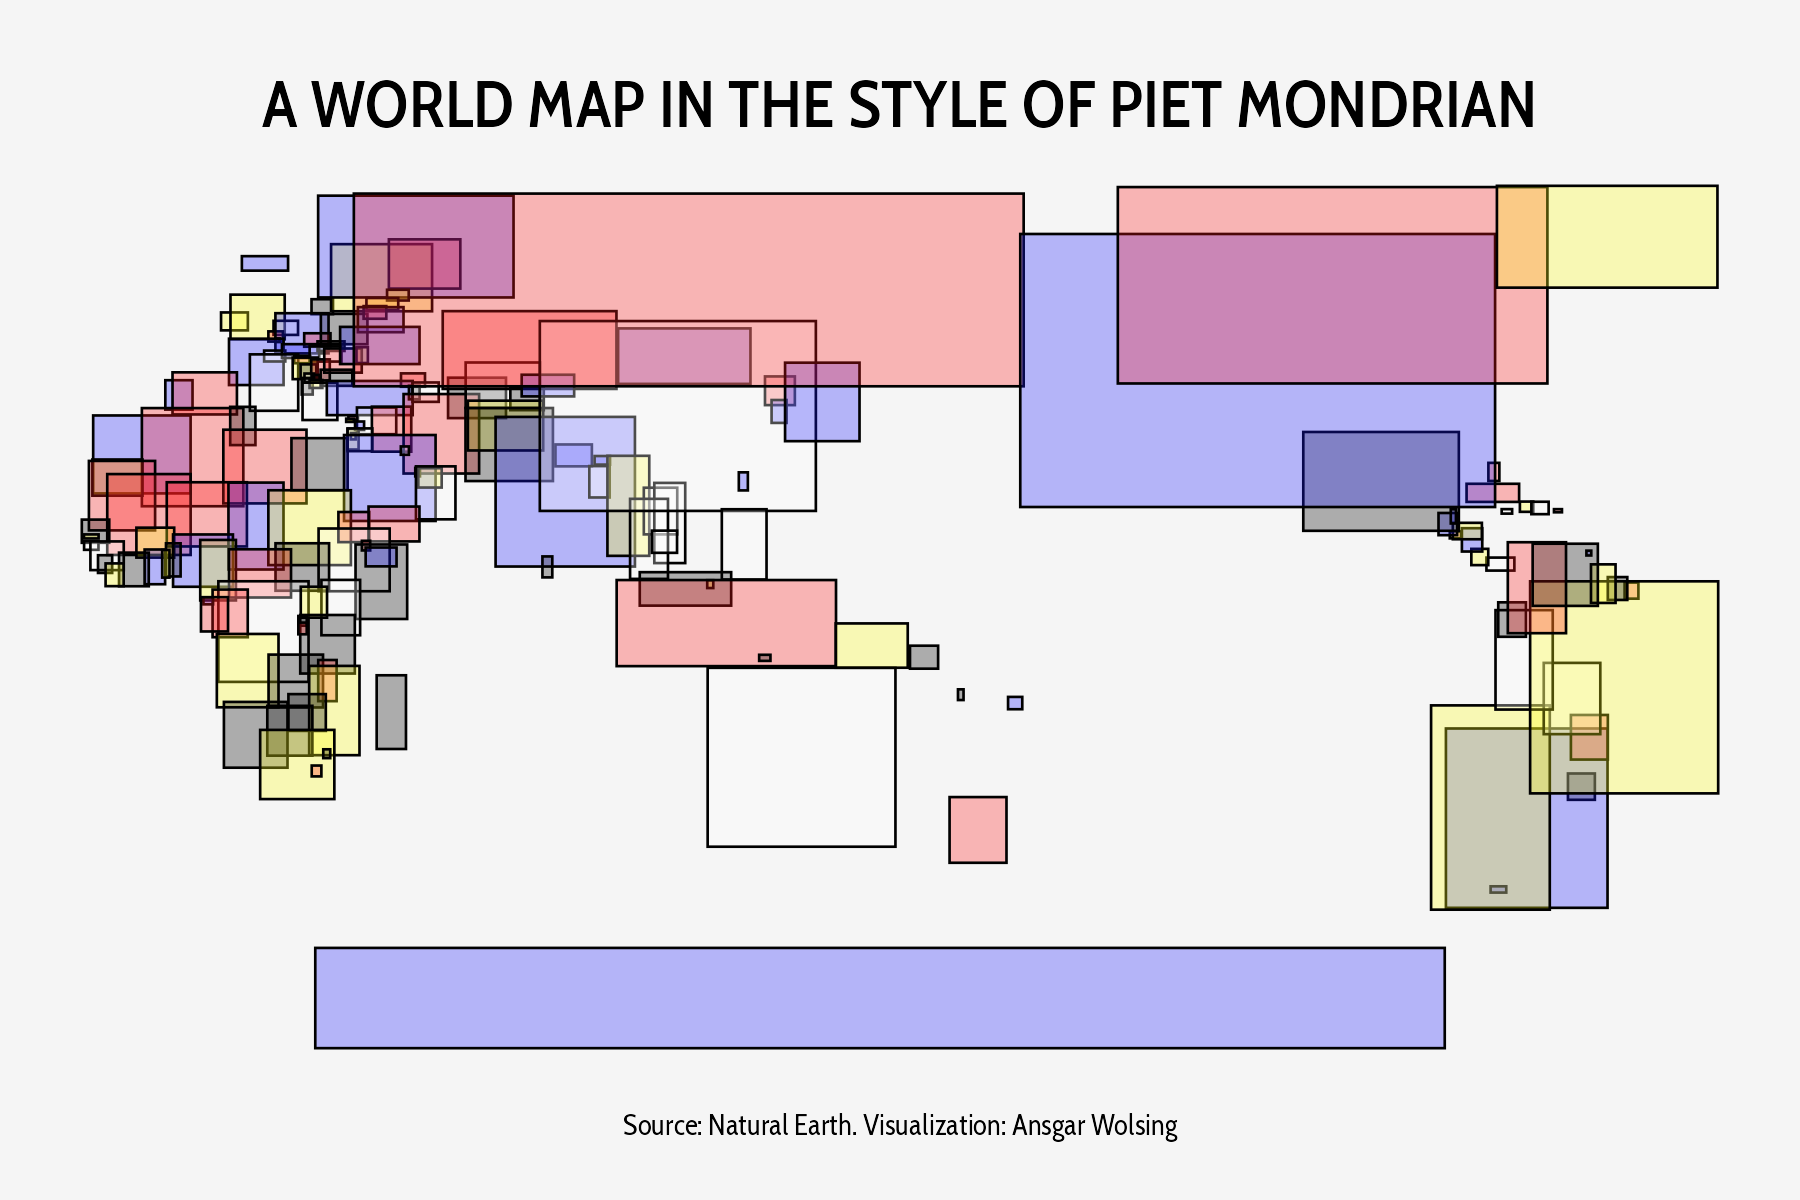 A WORLD MAP IN THE STYLE OF PIET MONDRIAN
Source: Natural Earth. Visualization: Ansgar Wolsing